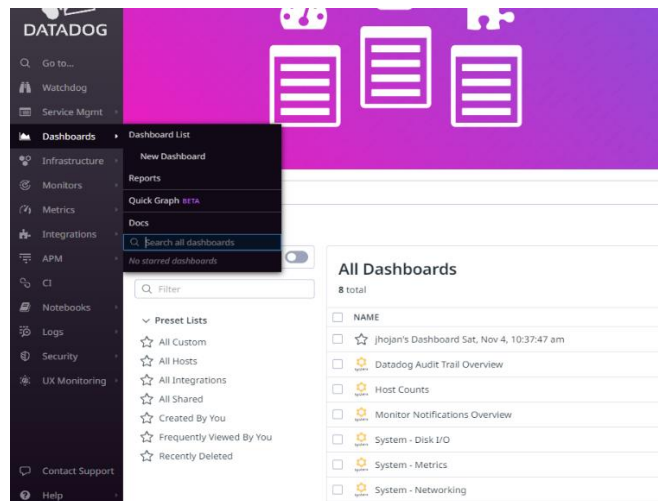 DATADOG
Go to...
Watchdog
Service Mgmt
Dashboards
Infrastructure
Monitors
Metrics
Integrations
APM
CI
Notebooks
Logs
Security
UX Monitoring
Contact Support
Help
Dashboard List
New Dashboard
Reports
Quick Graph BETA
Docs
Search all dashboards
No starred dashboards
Filter
Preset Lists
All Custom
All Hosts
All Integrations
All Shared
Created By You
Frequently Viewed By You
Recently Deleted
All Dashboards
8 total
NAME
jhojan's Dashboard Sat, Nov 4, 10:37:47 am
Datadog Audit Trail Overview
Host Counts
Monitor Notifications Overview
System - Disk I/O
System - Metrics
System - Networking